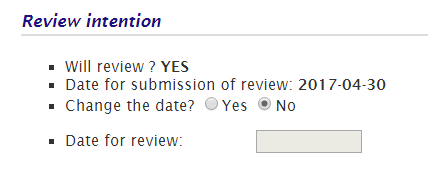 Review intention
Will review ? YES
Date for submission of review: 2017-04-30
Change the date? Yes No
Date for review: